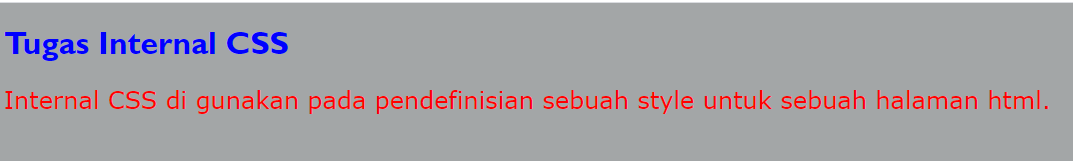 Tugas Internal CSS
Internal CSS di gunakan pada pendefinisian sebuah style untuk sebuah halaman html.